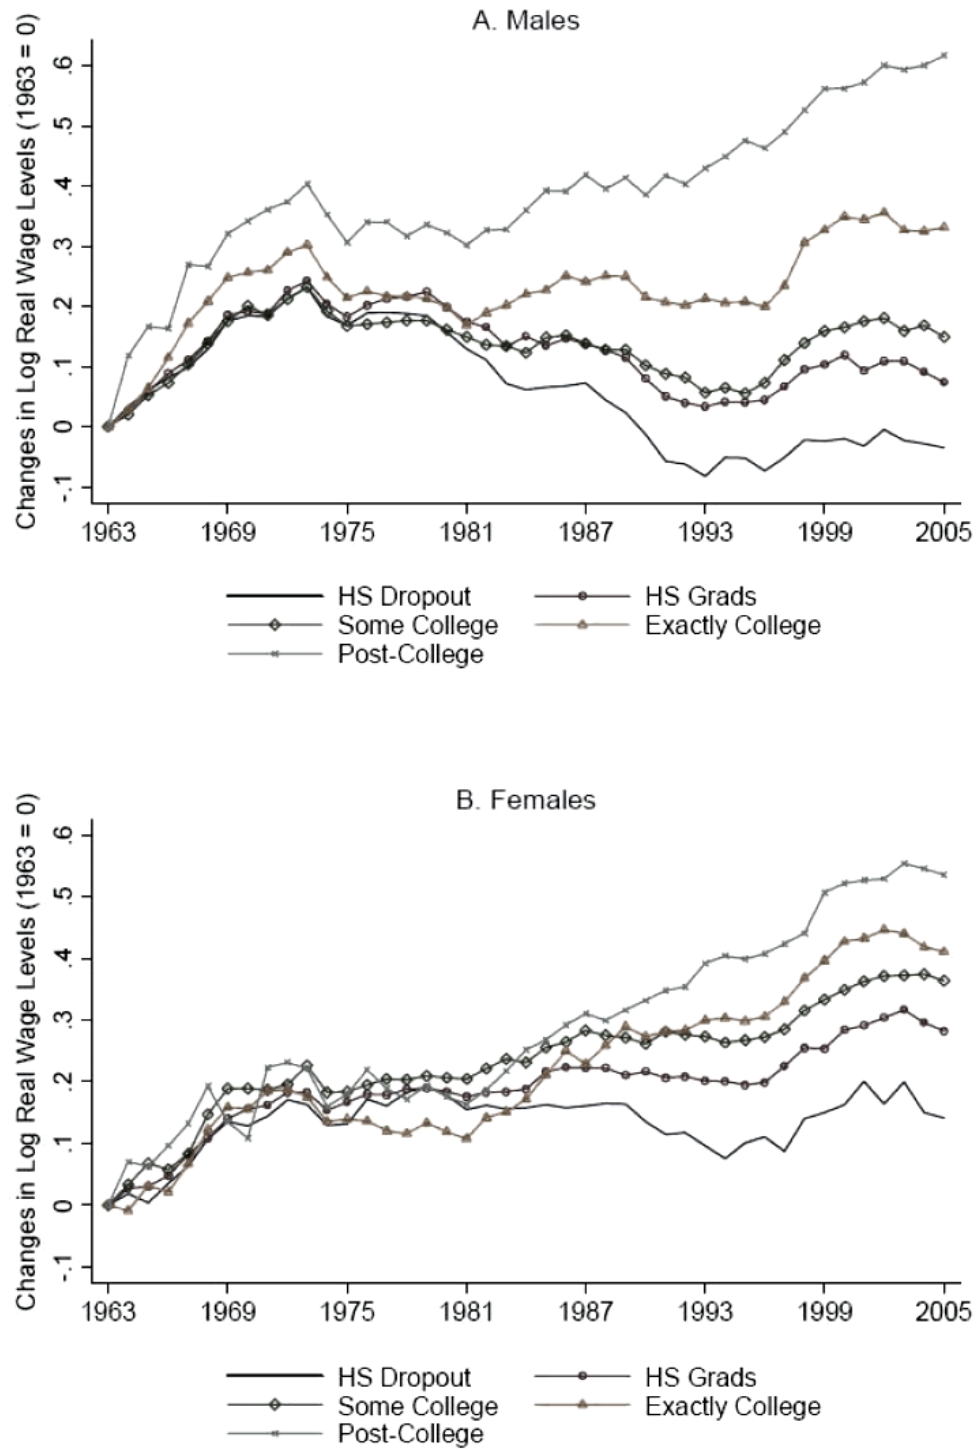 A. Males
Changes in Log Real Wage Levels (1963 = 0)
.6
.5
.4
.3
.2
.1
0
-.1
1963 1969 1975 1981 1987 1993 1999 2005
HS Dropout HS Grads
Some College Exactly College
Post-College
B. Females
Changes in Log Real Wage Levels (1963 = 0)
.6
.5
.4
.3
.2
.1
0
-.1
1963 1969 1975 1981 1987 1993 1999 2005
HS Dropout HS Grads
Some College Exactly College
Post-College